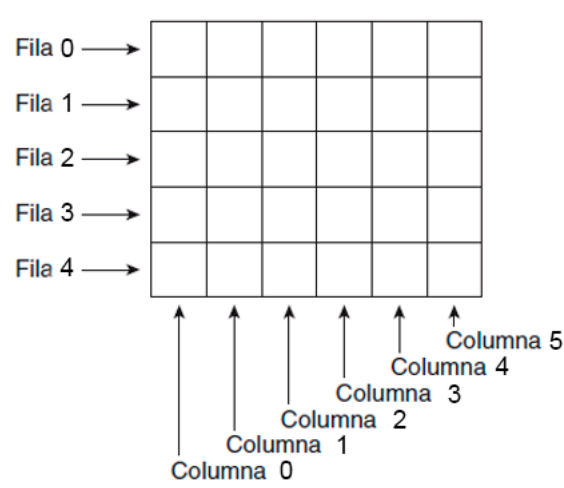 Fila 0
Fila 1
Fila 2
Fila 3
Fila 4
Columna 5
Columna 4
Columna 3
Columna 2
Columna 1
Columna 0